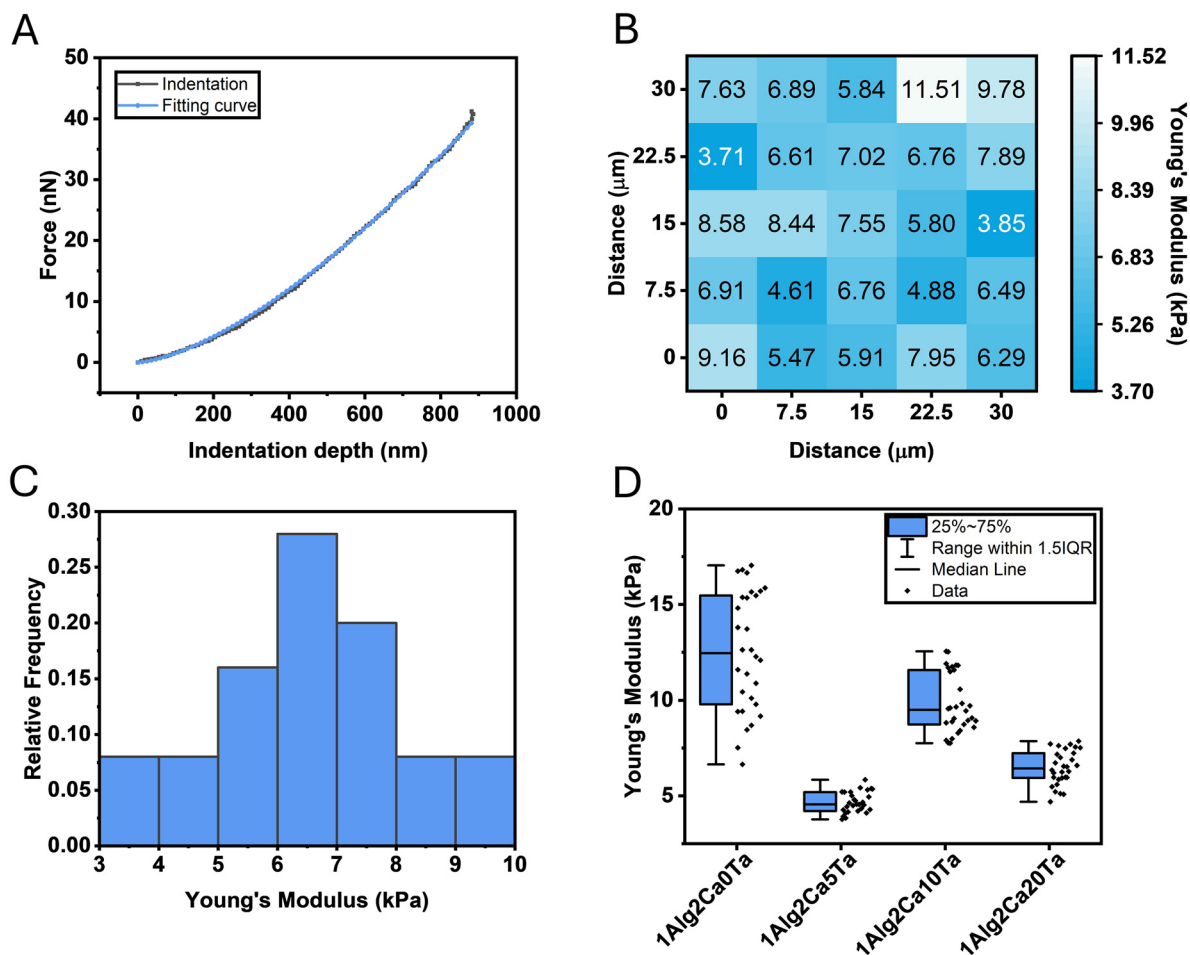 A
50
40
30
20
10
0
Force (nN)
Indentation
Fitting curve
0 200 400 600 800 1000
Indentation depth (nm)
B
30
22.5
15
7.5
0
Distance (μm)
7.63 6.89 5.84 11.51 9.78
3.71 6.61 7.02 6.76 7.89
8.58 8.44 7.55 5.80 3.85
6.91 4.61 6.76 4.88 6.49
9.16 5.47 5.91 7.95 6.29
0 7.5 15 22.5 30
Distance (μm)
11.52
9.96
8.39
6.83
5.26
3.70
Young's Modulus (kPa)
C
0.30
0.25
0.20
0.15
0.10
0.05
0.00
Relative Frequency
3 4 5 6 7 8 9 10
Young's Modulus (kPa)
D
20
15
10
5
Young's Modulus (kPa)
25%~75%
Range within 1.5IQR
Median Line
Data
1Alg2Ca0Ta
1Alg2Ca5Ta
1Alg2Ca10Ta
1Alg2Ca20Ta